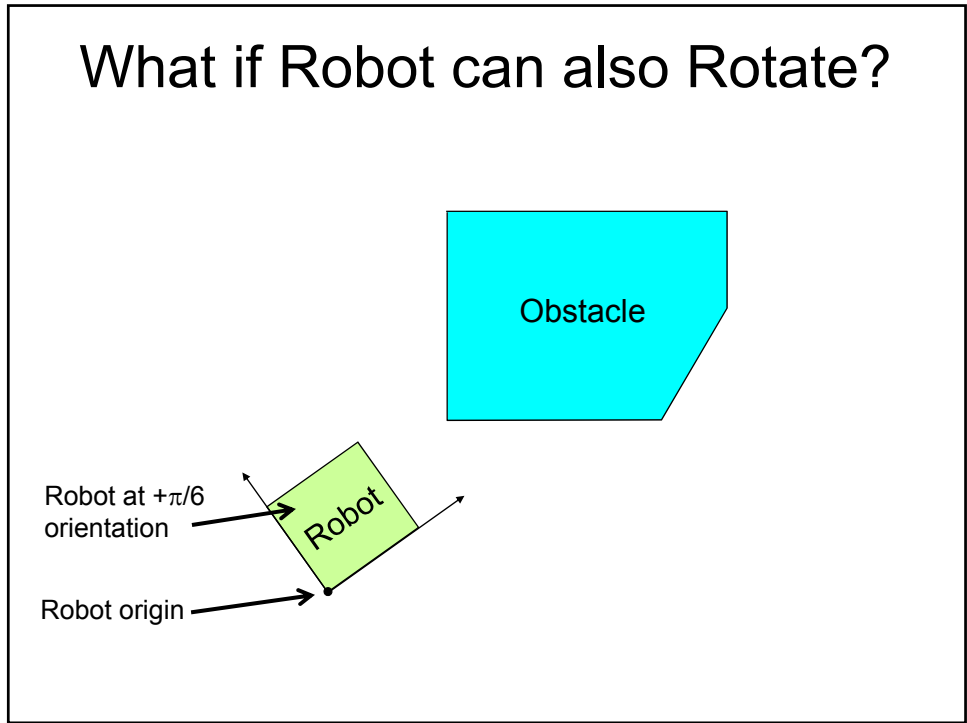 What if Robot can also Rotate?
Obstacle
Robot at +π/6
orientation
Robot
Robot origin